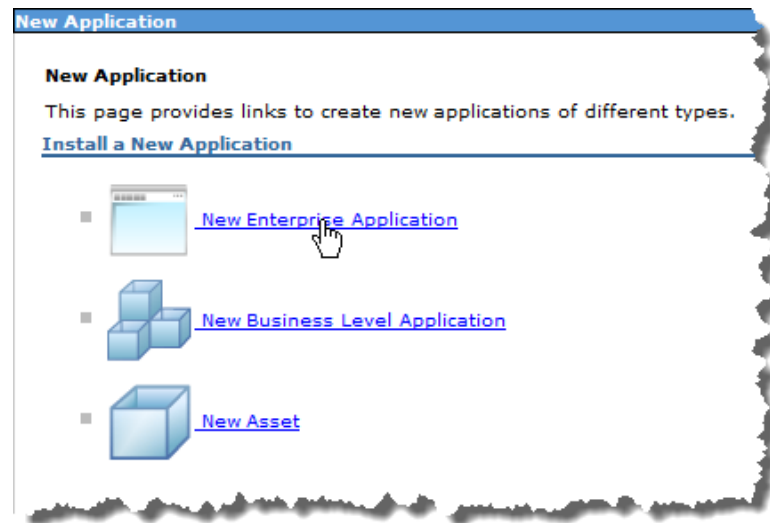 New Application
New Application
This page provides links to create new applications of different types.
Install a New Application
New Enterprise Application
New Business Level Application
New Asset